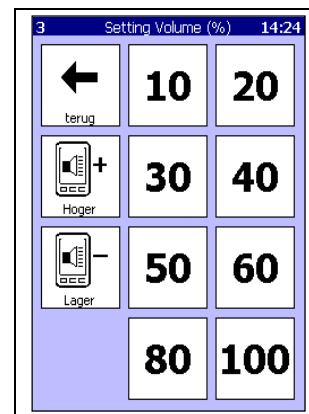 3 Setting Volume (%) 14:24
terug 10 20
+ Hoger 30 40
- Lager 50 60
80 100